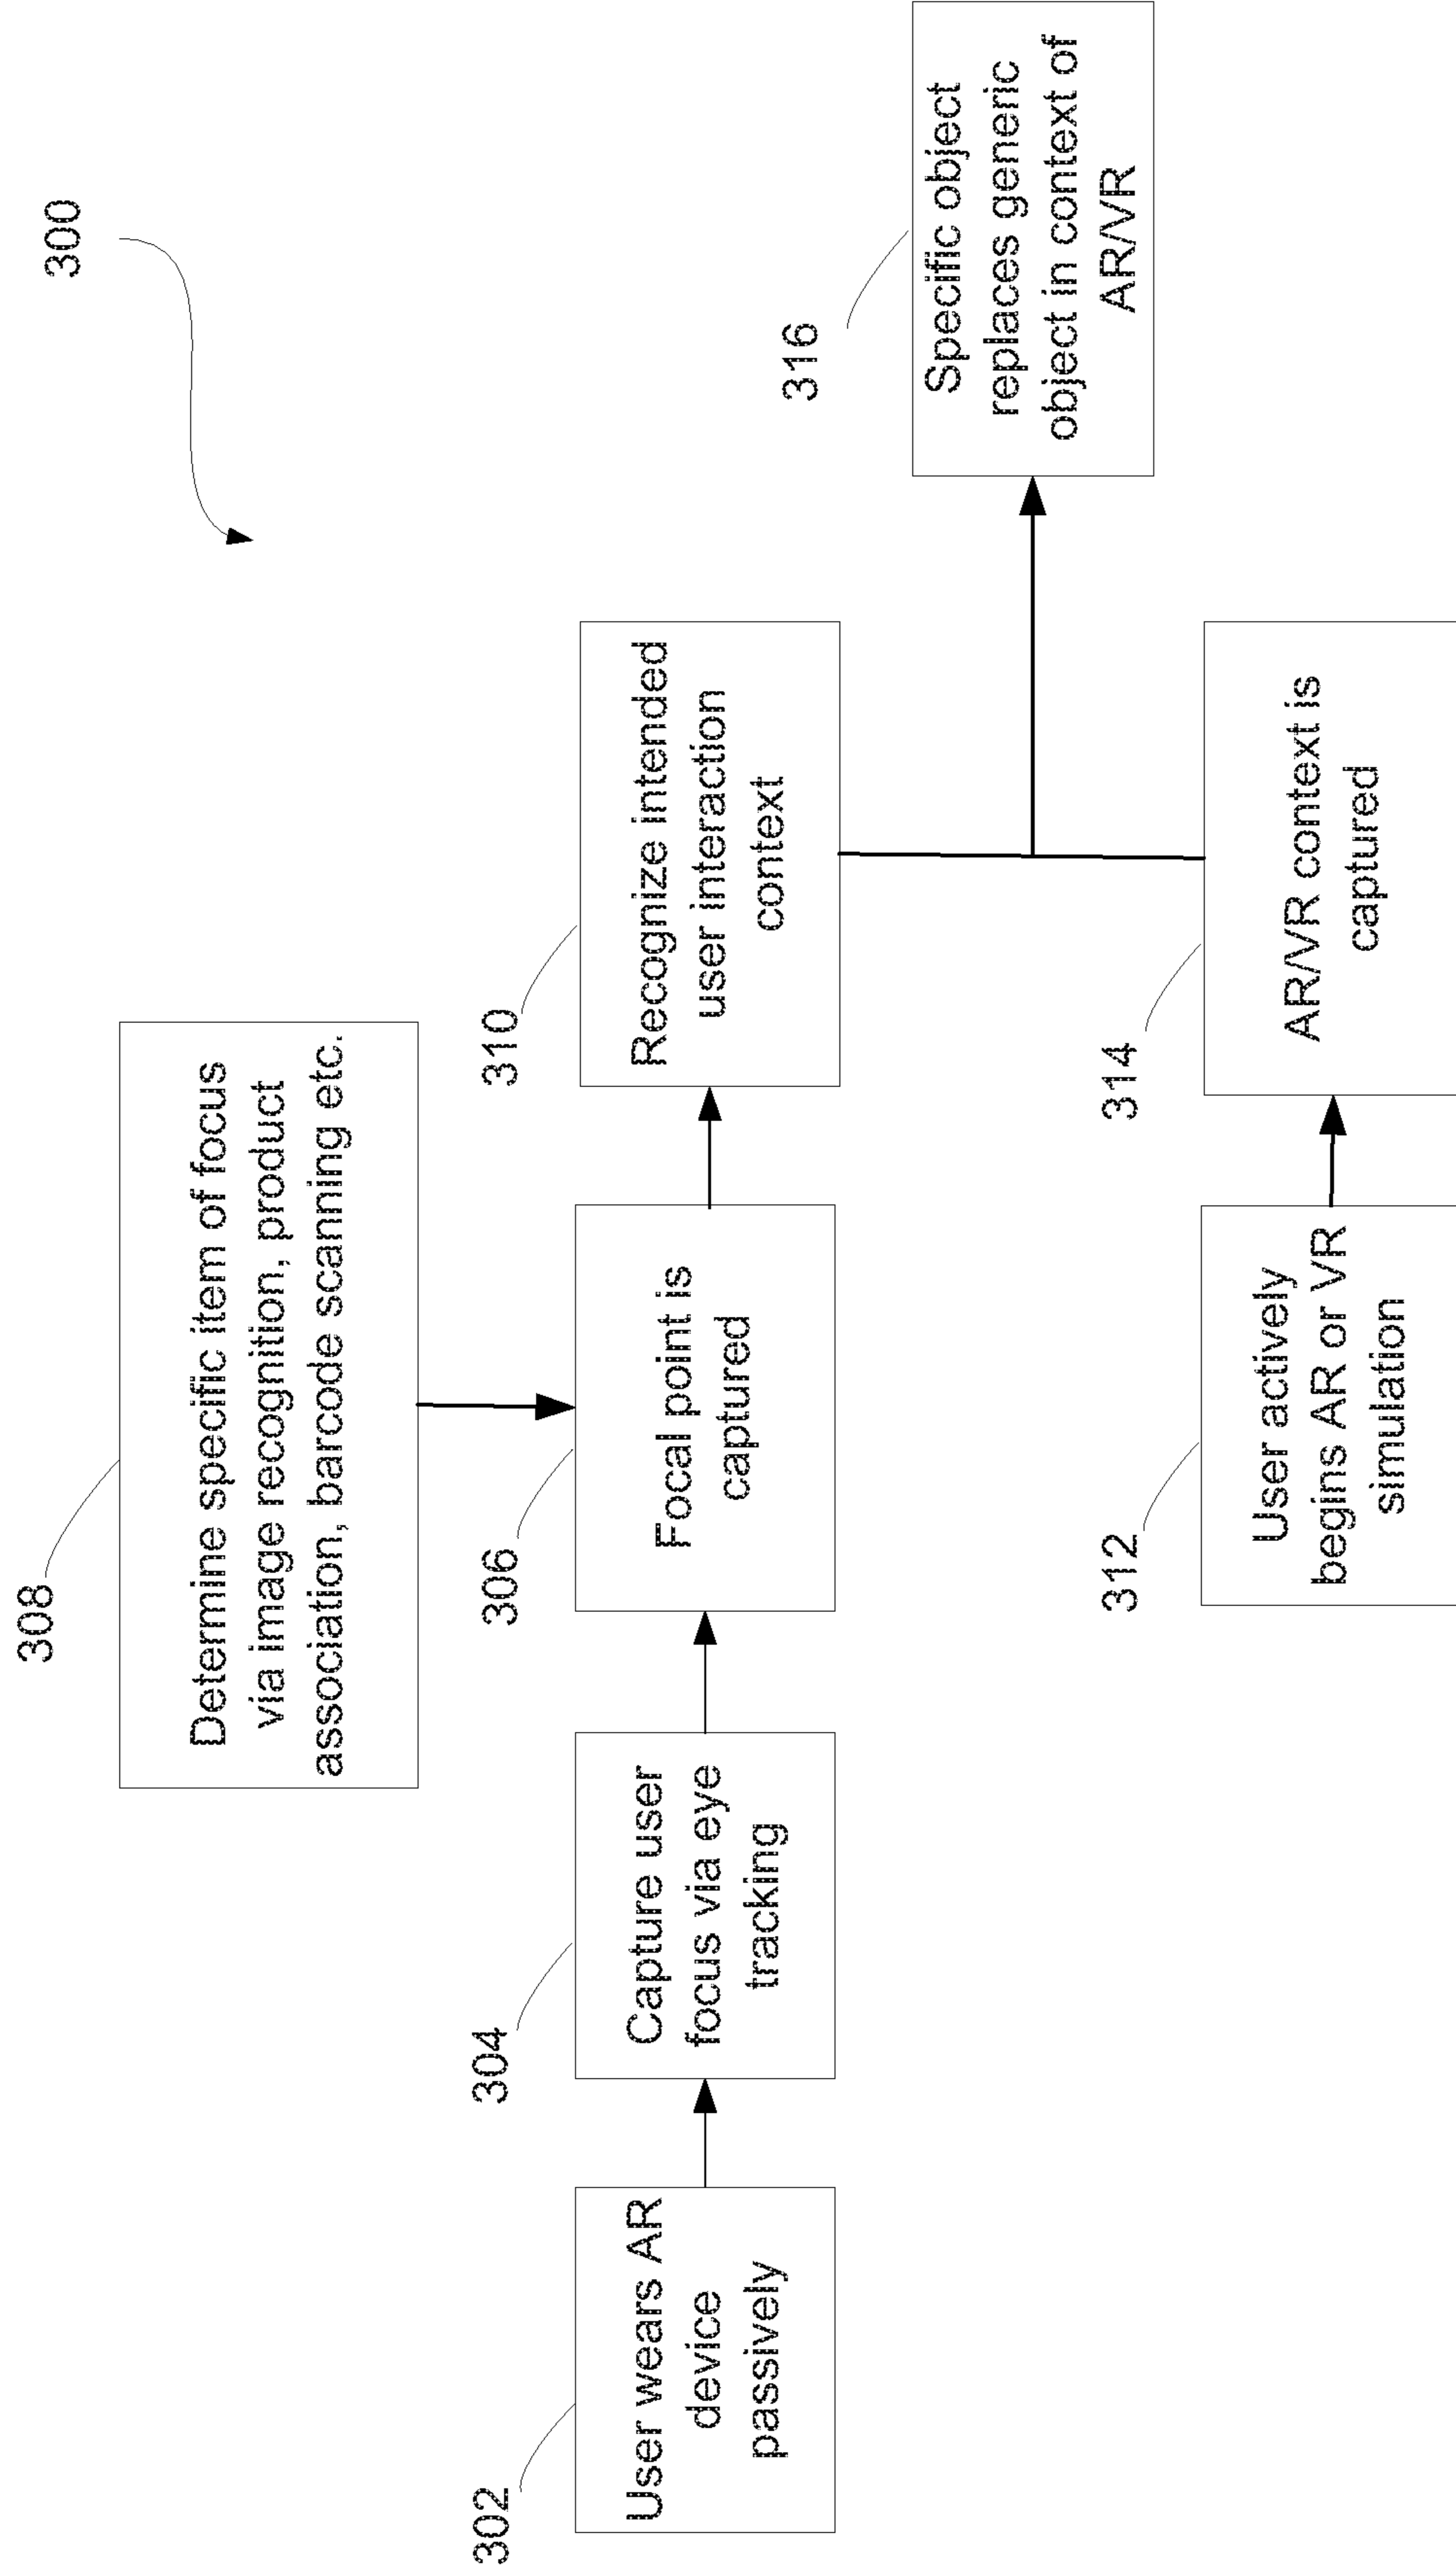 300
308
Determine specific item of focus
via image recognition, product
association, barcode scanning etc.
302
User wears AR
device
passively
304
Capture user
focus via eye
tracking
306
Focal point is
captured
310
Recognize intended
user interaction
context
312
User actively
begins AR or VR
simulation
314
AR/VR context is
captured
316
Specific object
replaces generic
object in context of
AR/VR